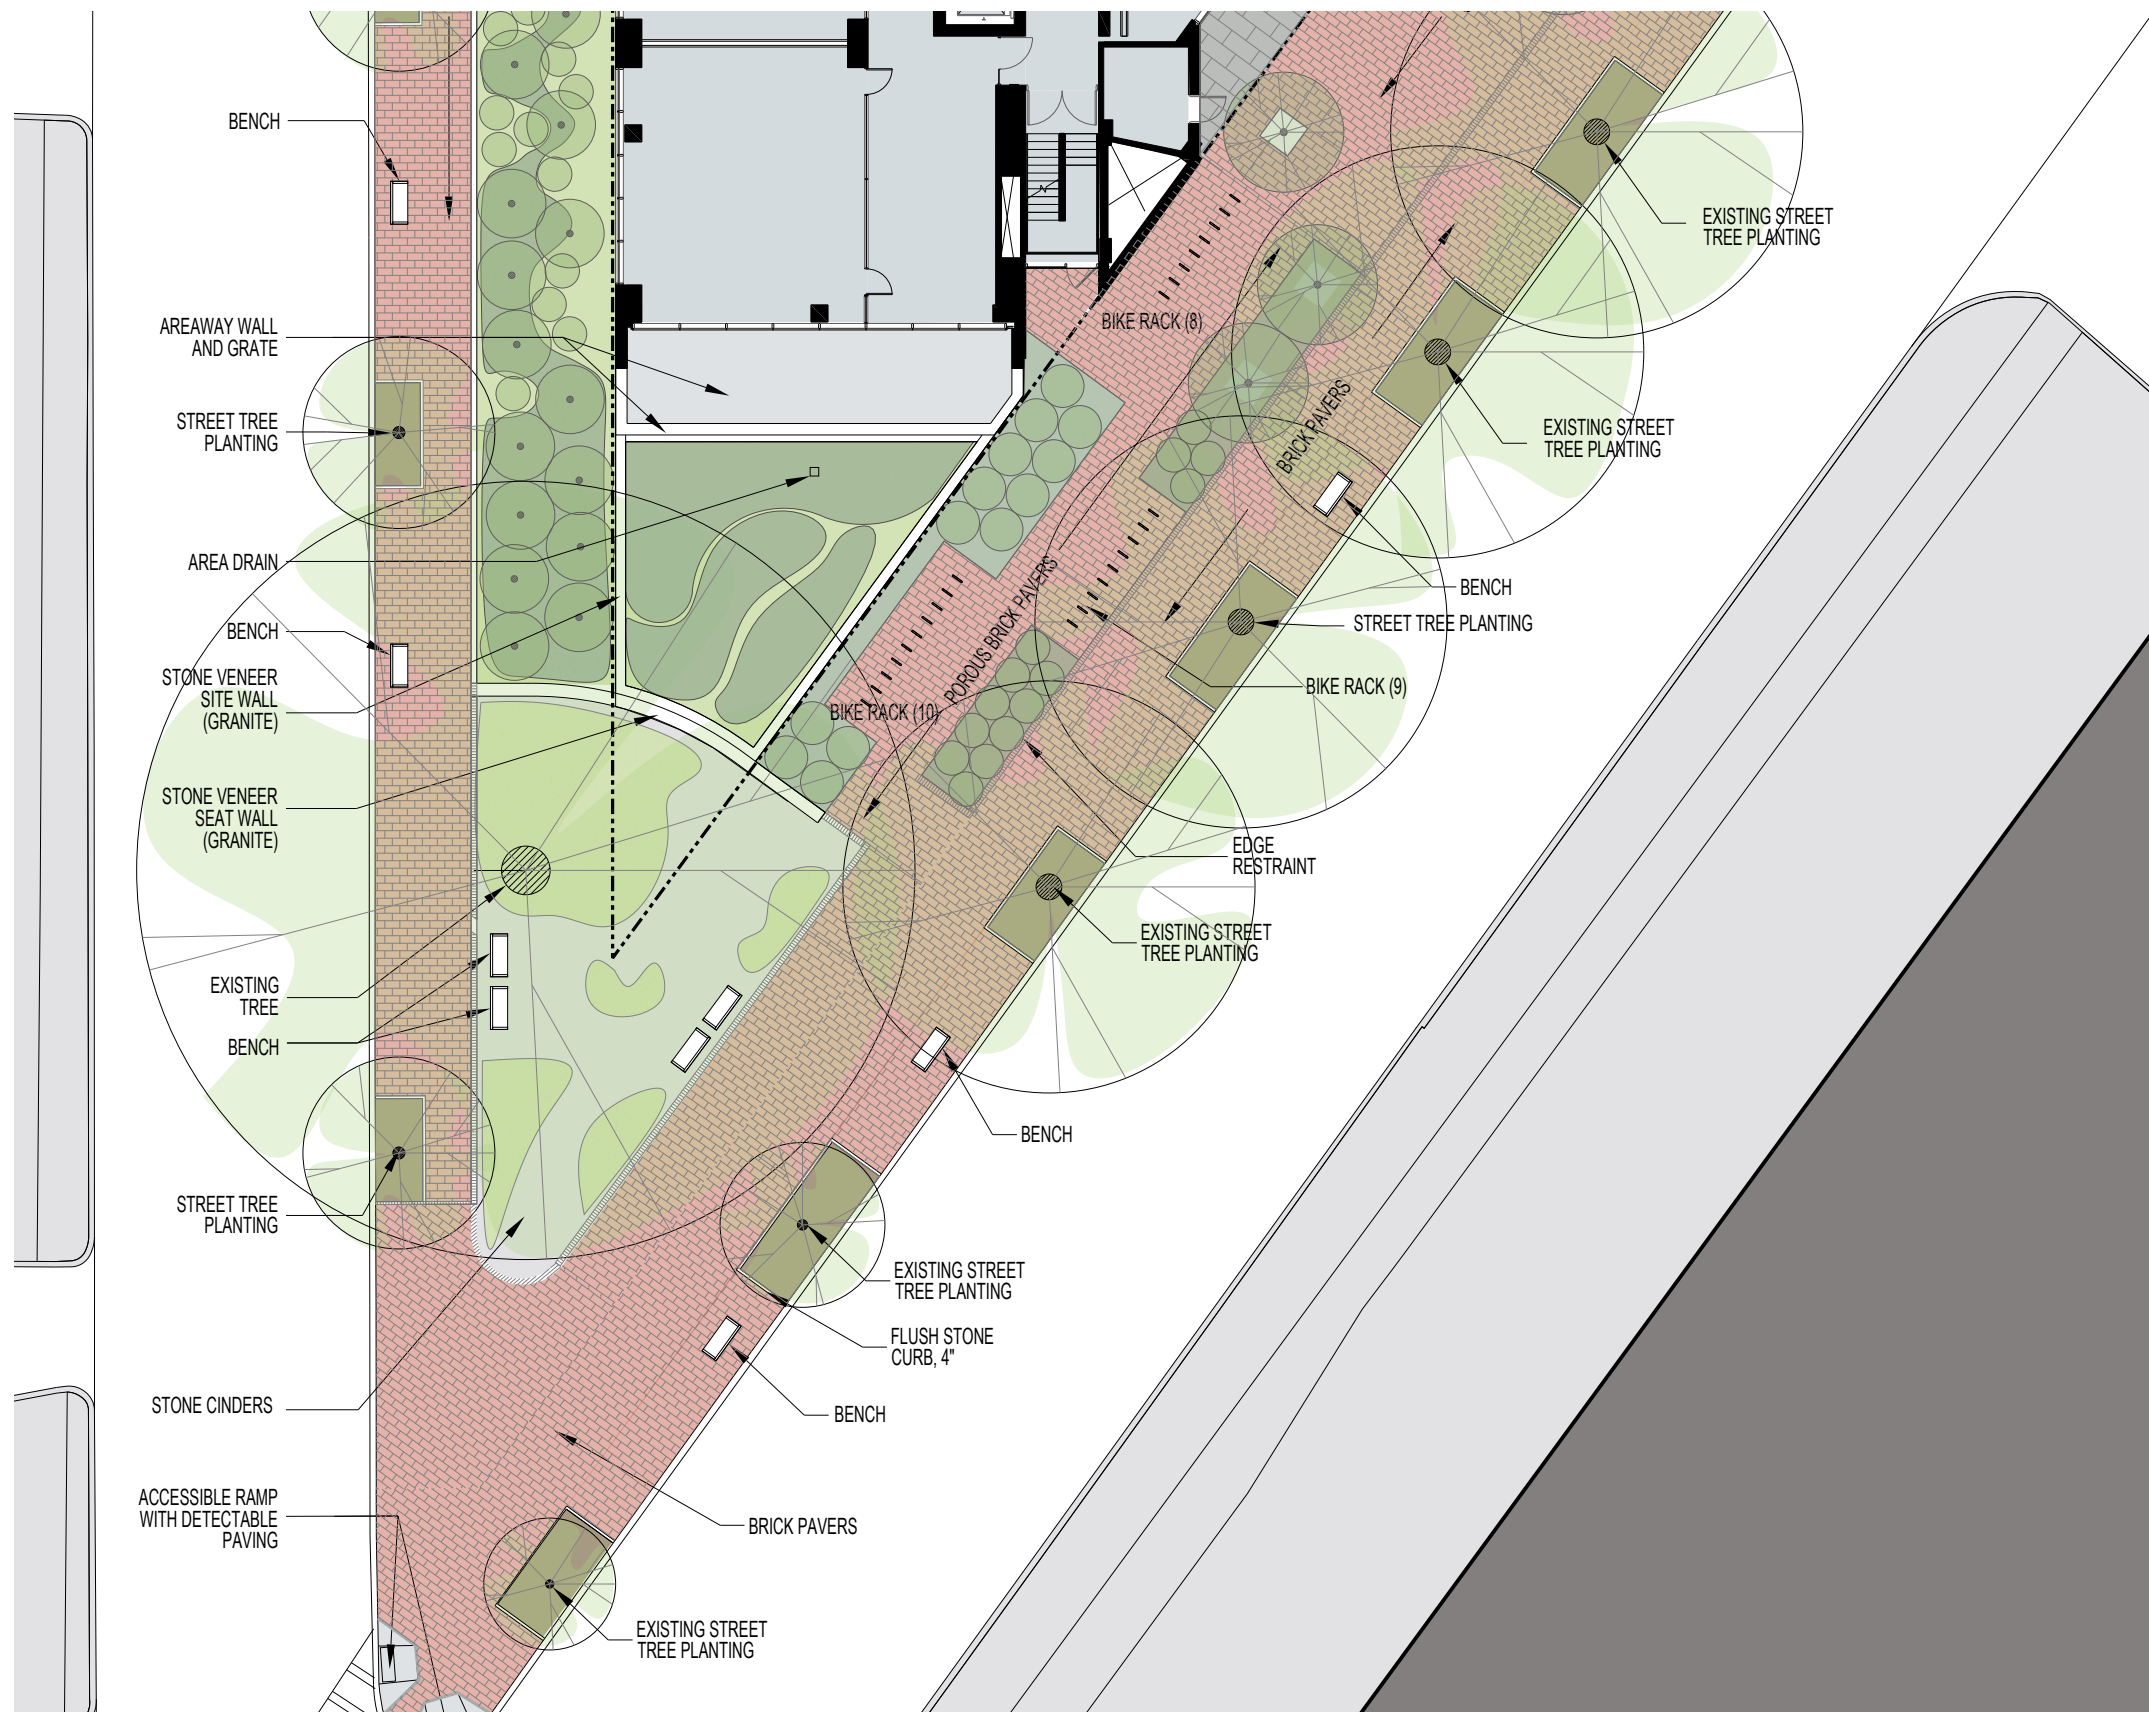 BENCH
AREAWAY WALL
AND GRATE
STREET TREE
PLANTING
AREA DRAIN
BENCH
STONE VENEER
SITE WALL
(GRANITE)
STONE VENEER
SEAT WALL
(GRANITE)
EXISTING
TREE
BENCH
STREET TREE
PLANTING
STONE CINDERS
ACCESSIBLE RAMP
WITH DETECTABLE
PAVING
BIKE RACK (8)
BRICK PAVERS
POROUS BRICK PAVERS
BIKE RACK (10)
EXISTING STREET
TREE PLANTING
EXISTING STREET
TREE PLANTING
BENCH
STREET TREE PLANTING
BIKE RACK (9)
EDGE
RESTRAINT
EXISTING STREET
TREE PLANTING
BENCH
EXISTING STREET
TREE PLANTING
FLUSH STONE
CURB, 4"
BENCH
BRICK PAVERS
EXISTING STREET
TREE PLANTING